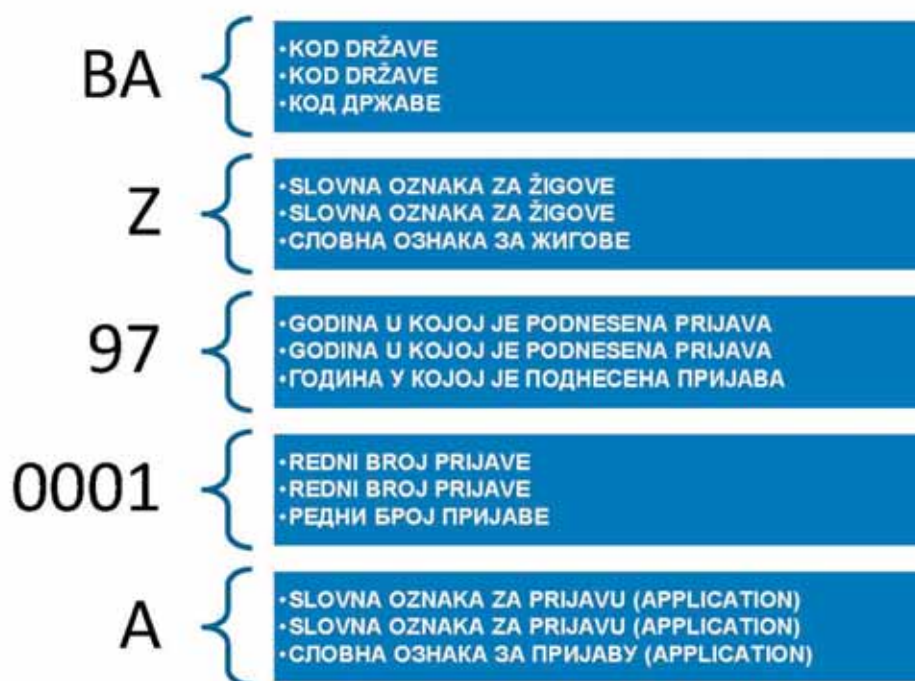 BA
•KOD DRŽAVE
•KOD DRŽAVE
•КОД ДРЖАВЕ
Z
•SLOVNA OZNAKA ZA ŽIGOVE
•SLOVNA OZNAKA ZA ŽIGOVE
•СЛОВНА ОЗНАКА ЗА ЖИГОВЕ
97
•GODINA U KOJOJ JE PODNESENA PRIJAVA
•GODINA U KOJOJ JE PODNESENA PRIJAVA
•ГОДИНА У КОЈОЈ ЈЕ ПОДНЕСЕНА ПРИЈАВА
0001
•REDNI BROJ PRIJAVE
•REDNI BROJ PRIJAVE
•РЕДНИ БРОЈ ПРИЈАВЕ
A
•SLOVNA OZNAKA ZA PRIJAVU (APPLICATION)
•SLOVNA OZNAKA ZA PRIJAVU (APPLICATION)
•СЛОВНА ОЗНАКА ЗА ПРИЈАВУ (APPLICATION)